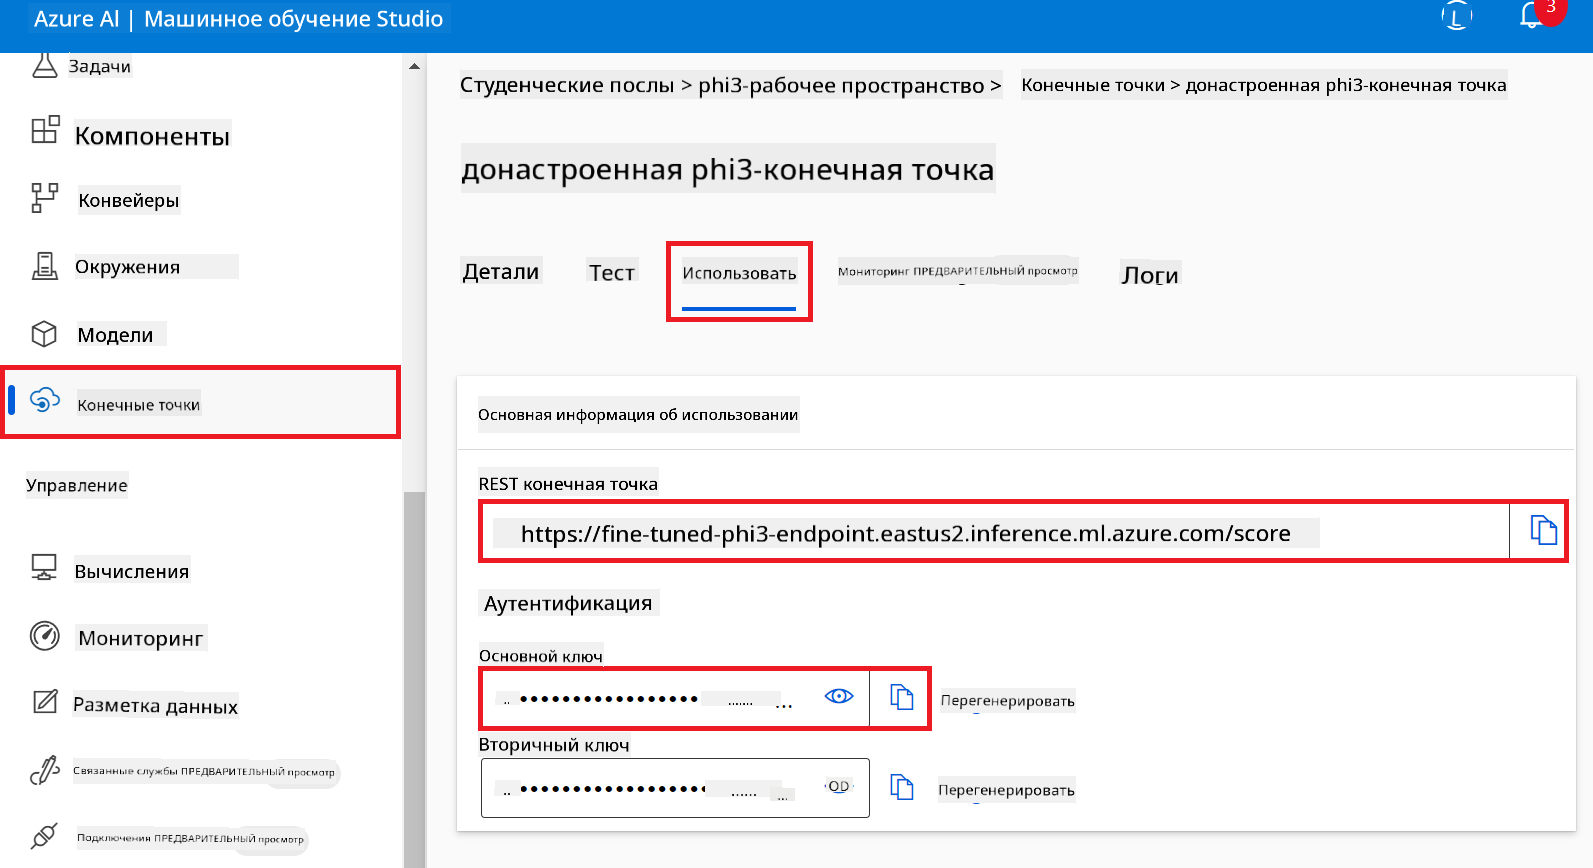 Azure Al | Машинное обучение Studio
3
Задачи
Компоненты
Конвейеры
Окружения
Модели
Конечные точки
Управление
Вычисления
Мониторинг
Разметка данных
Связанные службы ПРЕДВАРИТЕЛЬНЫЙ просмотр
Подключения ПРЕДВАРИТЕЛЬНЫЙ просмотр
Студенческие послы > phi3-рабочее пространство > Конечные точки > донастроенная phi3-конечная точка
донастроенная phi3-конечная точка
Детали Тест Использовать Мониторинг ПРЕДВАРИТЕЛЬНЫЙ просмотр Логи
Основная информация об использовании
REST конечная точка
https://fine-tuned-phi3-endpoint.eastus2.inference.ml.azure.com/score
Аутентификация
Основной ключ
Перегенерировать
Вторичный ключ
OD
Перегенерировать